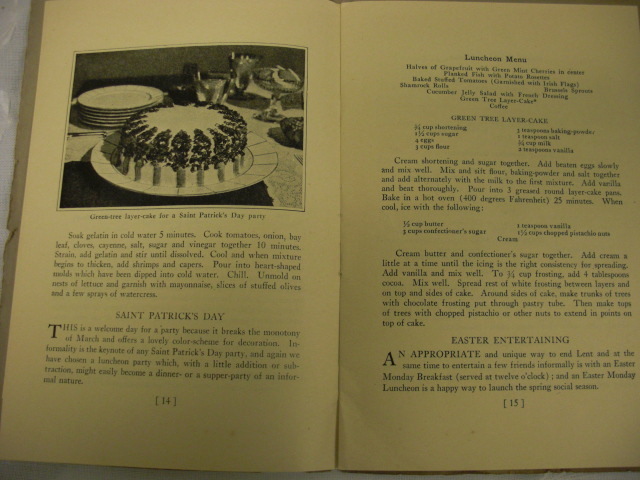 Green-tree layer-cake for a Saint Patrick's Day party
Soak gelatin in cold water 5 minutes. Cook tomatoes, onion, bay
leaf, cloves, cayenne, salt, sugar and vinegar together 10 minutes.
Strain, add gelatin and stir until dissolved. Cool and when mixture
begins to thicken, add shrimps and capers. Pour into heart-shaped
molds which have been dipped into cold water. Chill. Unmold on
nests of lettuce and garnish with mayonnaise, slices of stuffed olives
and a few sprays of watercress.
SAINT PATRICK'S DAY
THIS is a welcome day for a party because it breaks the monotony
of March and offers a lovely color-scheme for decoration. In-
formality is the keynote of any Saint Patrick's Day party, and again we
have chosen a luncheon party which, with a little addition or sub-
traction, might easily become a dinner- or a supper-party of an infor-
mal nature.
[ 14 ]
Luncheon Menu
Halves of Grapefruit with Green Mint Cherries in center
Planked Fish with Potato Rosettes
Baked Stuffed Tomatoes (Garnished with Irish Flags)
Shamrock Rolls Brussels Sprouts
Cucumber Jelly Salad with French Dressing
Green Tree Layer-Cake*
Coffee
GREEN TREE LAYER-CAKE
¾ cup shortening 3 teaspoons baking-powder
1½ cups sugar 1 teaspoon salt
4 eggs ¾ cup milk
3 cups flour 2 teaspoons vanilla
Cream shortening and sugar together. Add beaten eggs slowly
and mix well. Mix and sift flour, baking-powder and salt together
and add alternately with the milk to the first mixture. Add vanilla
and beat thoroughly. Pour into 3 greased round layer-cake pans.
Bake in a hot oven (400 degrees Fahrenheit) 25 minutes. When
cool, ice with the following:
cup butter 1 teaspoon vanilla
3 cups confectioner's sugar 1½ cups chopped pistachio nuts
Cream
Cream butter and confectioner's sugar together. Add cream a
little at a time until the icing is the right consistency for spreading.
Add vanilla and mix well. To ¾ cup frosting, add 4 tablespoons
cocoa. Mix well. Spread rest of white frosting between layers and
on top and sides of cake. Around sides of cake, make trunks of trees
with chocolate frosting put through pastry tube. Then make tops
of trees with chopped pistachio or other nuts to extend in points on
top of cake.
EASTER ENTERTAINING
AN APPROPRIATE and unique way to end Lent and at the
same time to entertain a few friends informally is with an Easter
Monday Breakfast (served at twelve o'clock); and an Easter Monday
Luncheon is a happy way to launch the spring social season.
[ 15 ]